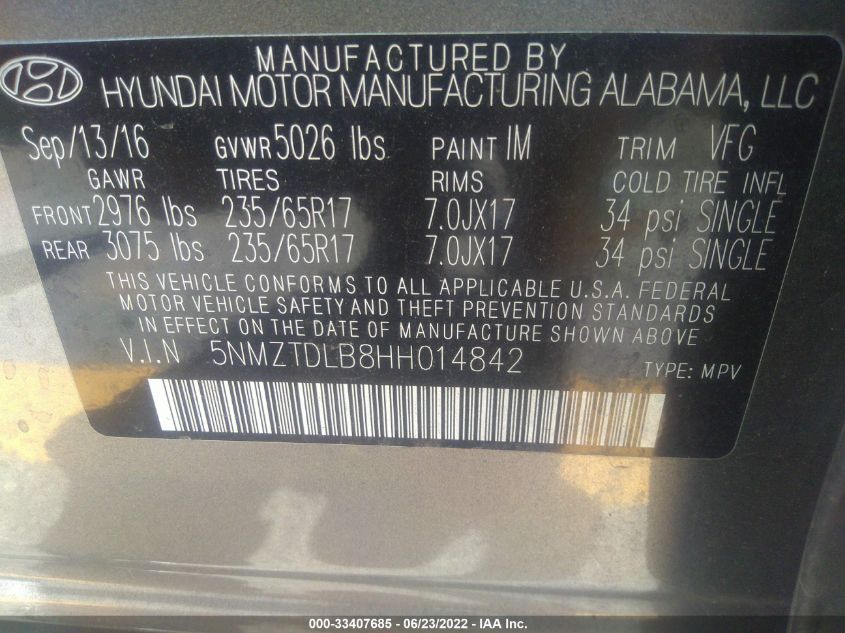 MANUFACTURED BY
HYUNDAI MOTOR MANUFACTURING ALABAMA, LLC
Sep/13/16 GVWR 5026 lbs PAINT IM TRIM VFG
GAWR TIRES RIMS COLD TIRE INFL
FRONT 2976 lbs 235/65R17 7.0JX17 34 psi SINGLE
REAR 3075 lbs 235/65R17 7.0JX17 34 psi SINGLE
THIS VEHICLE CONFORMS TO ALL APPLICABLE U.S.A. FEDERAL
MOTOR VEHICLE SAFETY AND THEFT PREVENTION STANDARDS
IN EFFECT ON THE DATE OF MANUFACTURE SHOWN ABOVE
V.I.N 5NMZTDLB8HH014842 TYPE: MPV
000-33407685 - 06/23/2022 - IAA Inc.